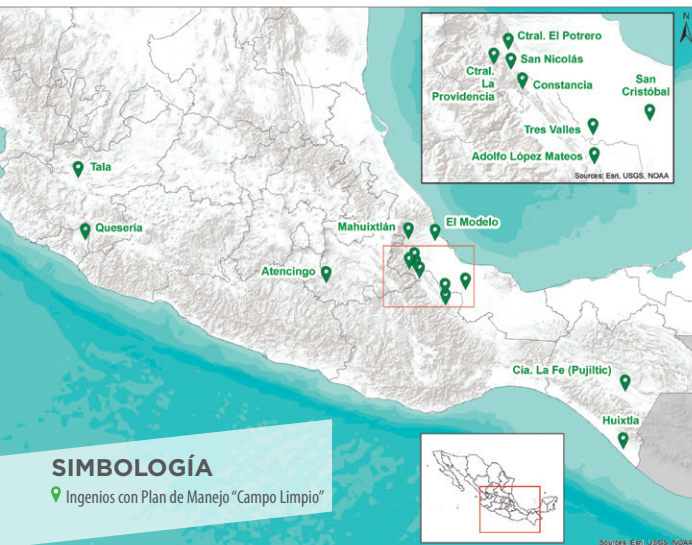 N
Ctral. El Potrero
San Nicolás
Ctral.
La
Providencia
Constancia
San
Cristóbal
Tres Valles
Adolfo López Mateos
Sources: Esri, USGS, NOAA
Tala
Quesería
Mahuixtlán
El Modelo
Atencingo
Cia. La Fe (Pujiltic)
Huixtla
SIMBOLOGÍA
Ingenios con Plan de Manejo “Campo Limpio”
Sources: Esri, USGS, NOAA